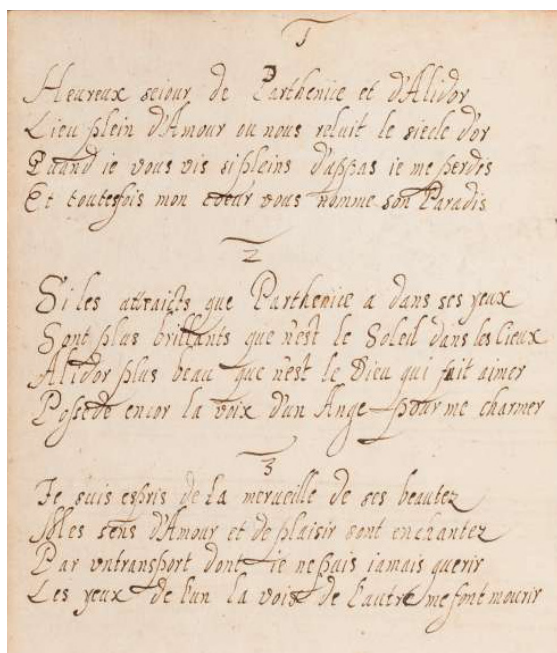 1
Heureux seiour de Parthenice et d'Alidor
Lieu plein d'Amour ou nous reluit le siecle d'or
Quand ie vous vis si pleins d'appas ie me perdis
Et toutesfois mon coeur vous nomme son Paradis
2
Si les attraicts que Parthenice a dans ses yeux
Sont plus brillants que n'est le Soleil dans les Cieux
Alidor plus beau que n'est le Dieu qui fait aimer
Possede encor la voix d'un Ange pour me charmer
3
Je suis espris de la merveille de ses beautez
Mes sens d'Amour et de plaisir sont enchantez
Par un transport dont ie ne puis iamais guerir
Les yeux de l'un la voix de l'autre me font mourir